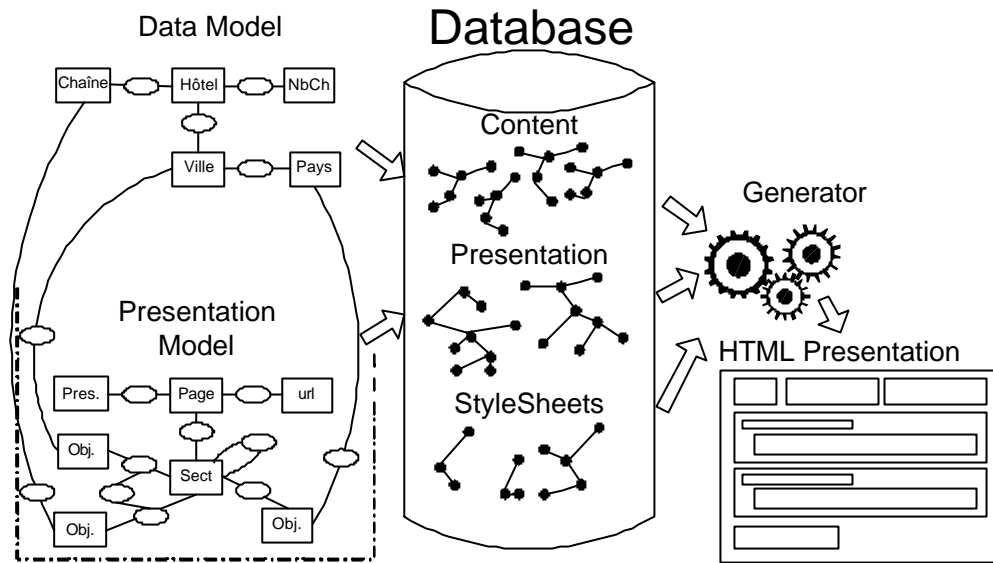 Data Model
Chaîne
Hôtel
NbCh
Ville
Pays
Presentation
Model
Pres.
Page
url
Obj.
Sect
Obj.
Obj.
Database
Content
Presentation
StyleSheets
Generator
HTML Presentation